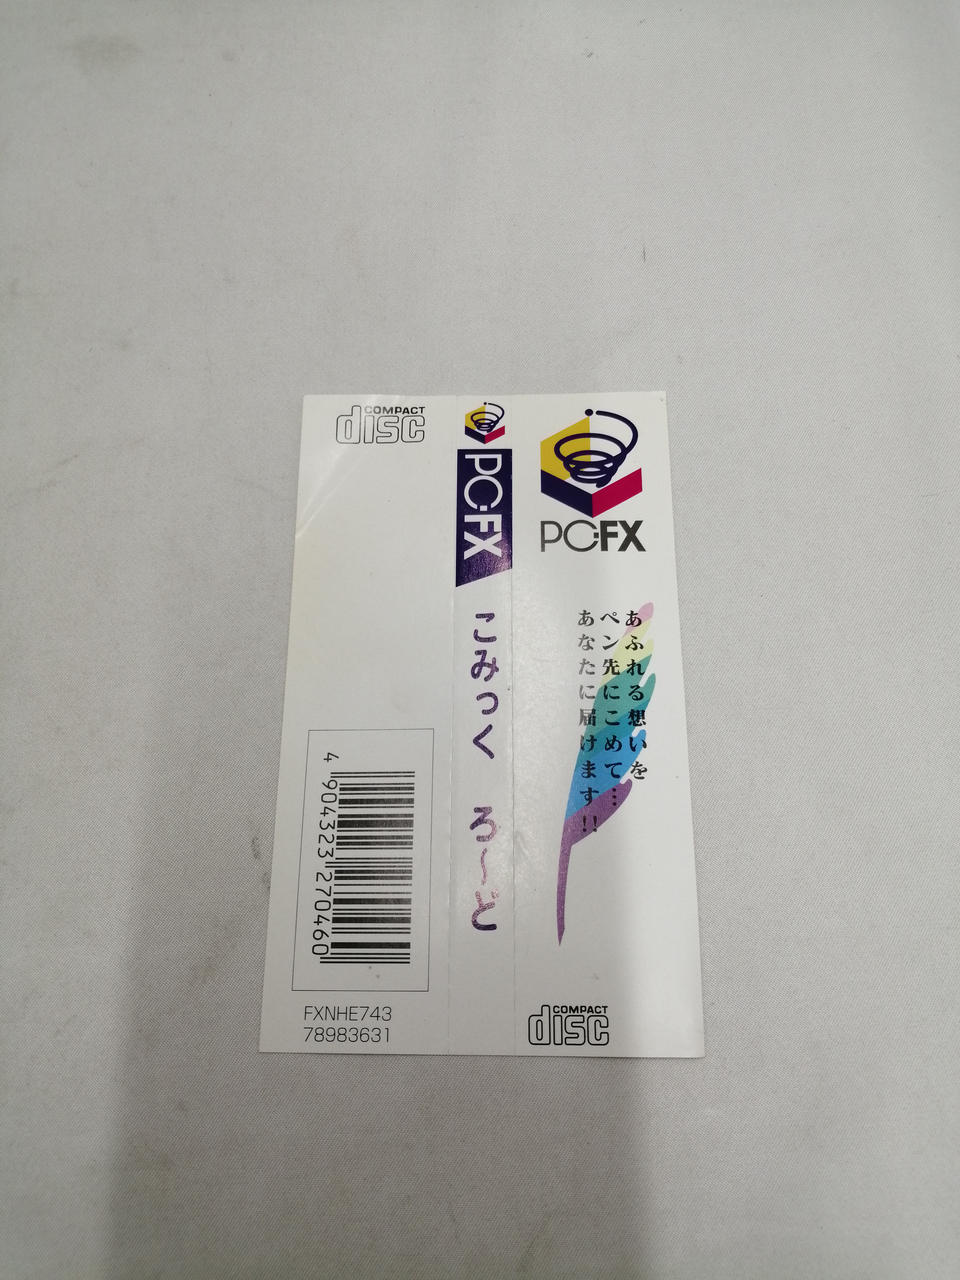 COMPACT
disc
4 904323 270460
FXNHE743
78983631
PC-FX
こみっく ろ～ど
PC-FX
あふれる想いを
ペン先にこめて…
あなたに届けます!!
COMPACT
disc